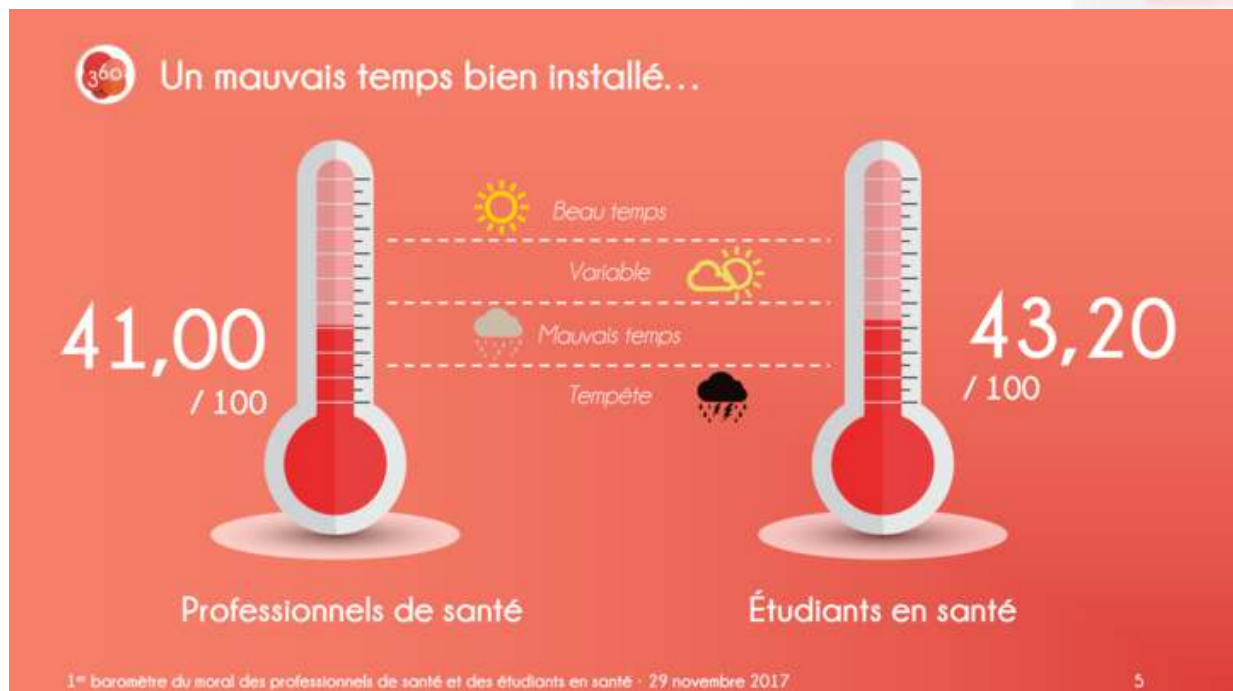 360 Un mauvais temps bien installé...
Beau temps
Variable
41,00
/ 100
Mauvais temps
43,20
/ 100
Tempête
Professionnels de santé
Étudiants en santé
1er baromètre du moral des professionnels de santé et des étudiants en santé · 29 novembre 2017
5